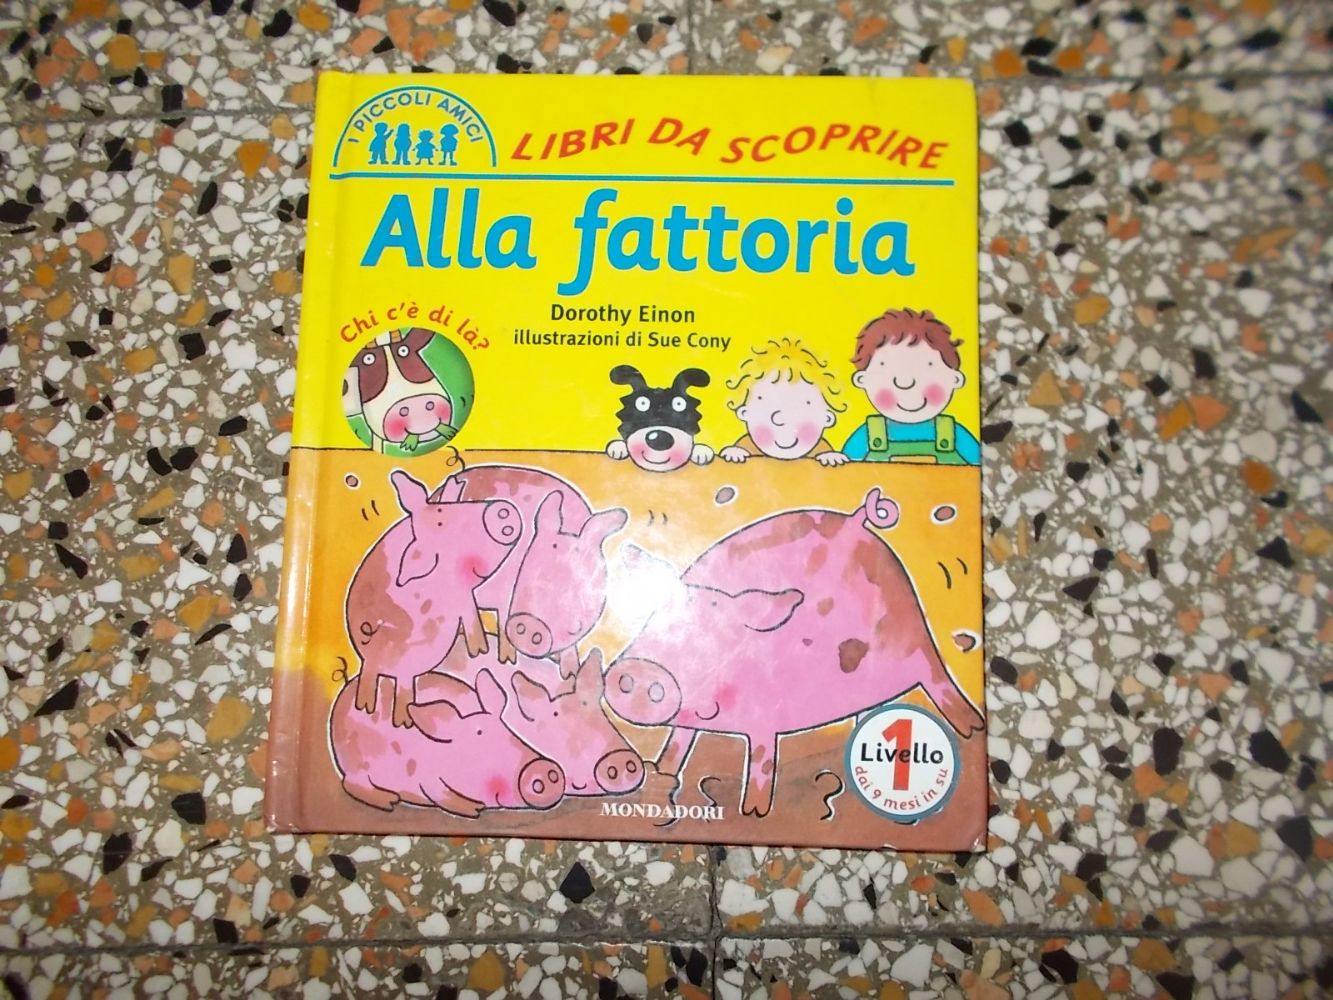 I PICCOLI AMICI
LIBRI DA SCOPRIRE
Alla fattoria
Dorothy Einon
illustrazioni di Sue Cony
Chi c'è di là?
1
Livello
dai 9 mesi in su
MONDADORI